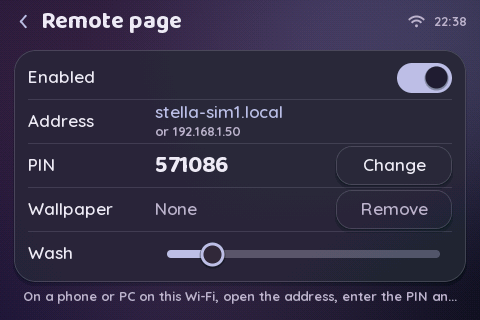 Remote page
22:38
Enabled
Address
stella-sim1.local
or 192.168.1.50
PIN
571086
Change
Wallpaper
None
Remove
Wash
On a phone or PC on this Wi-Fi, open the address, enter the PIN an...